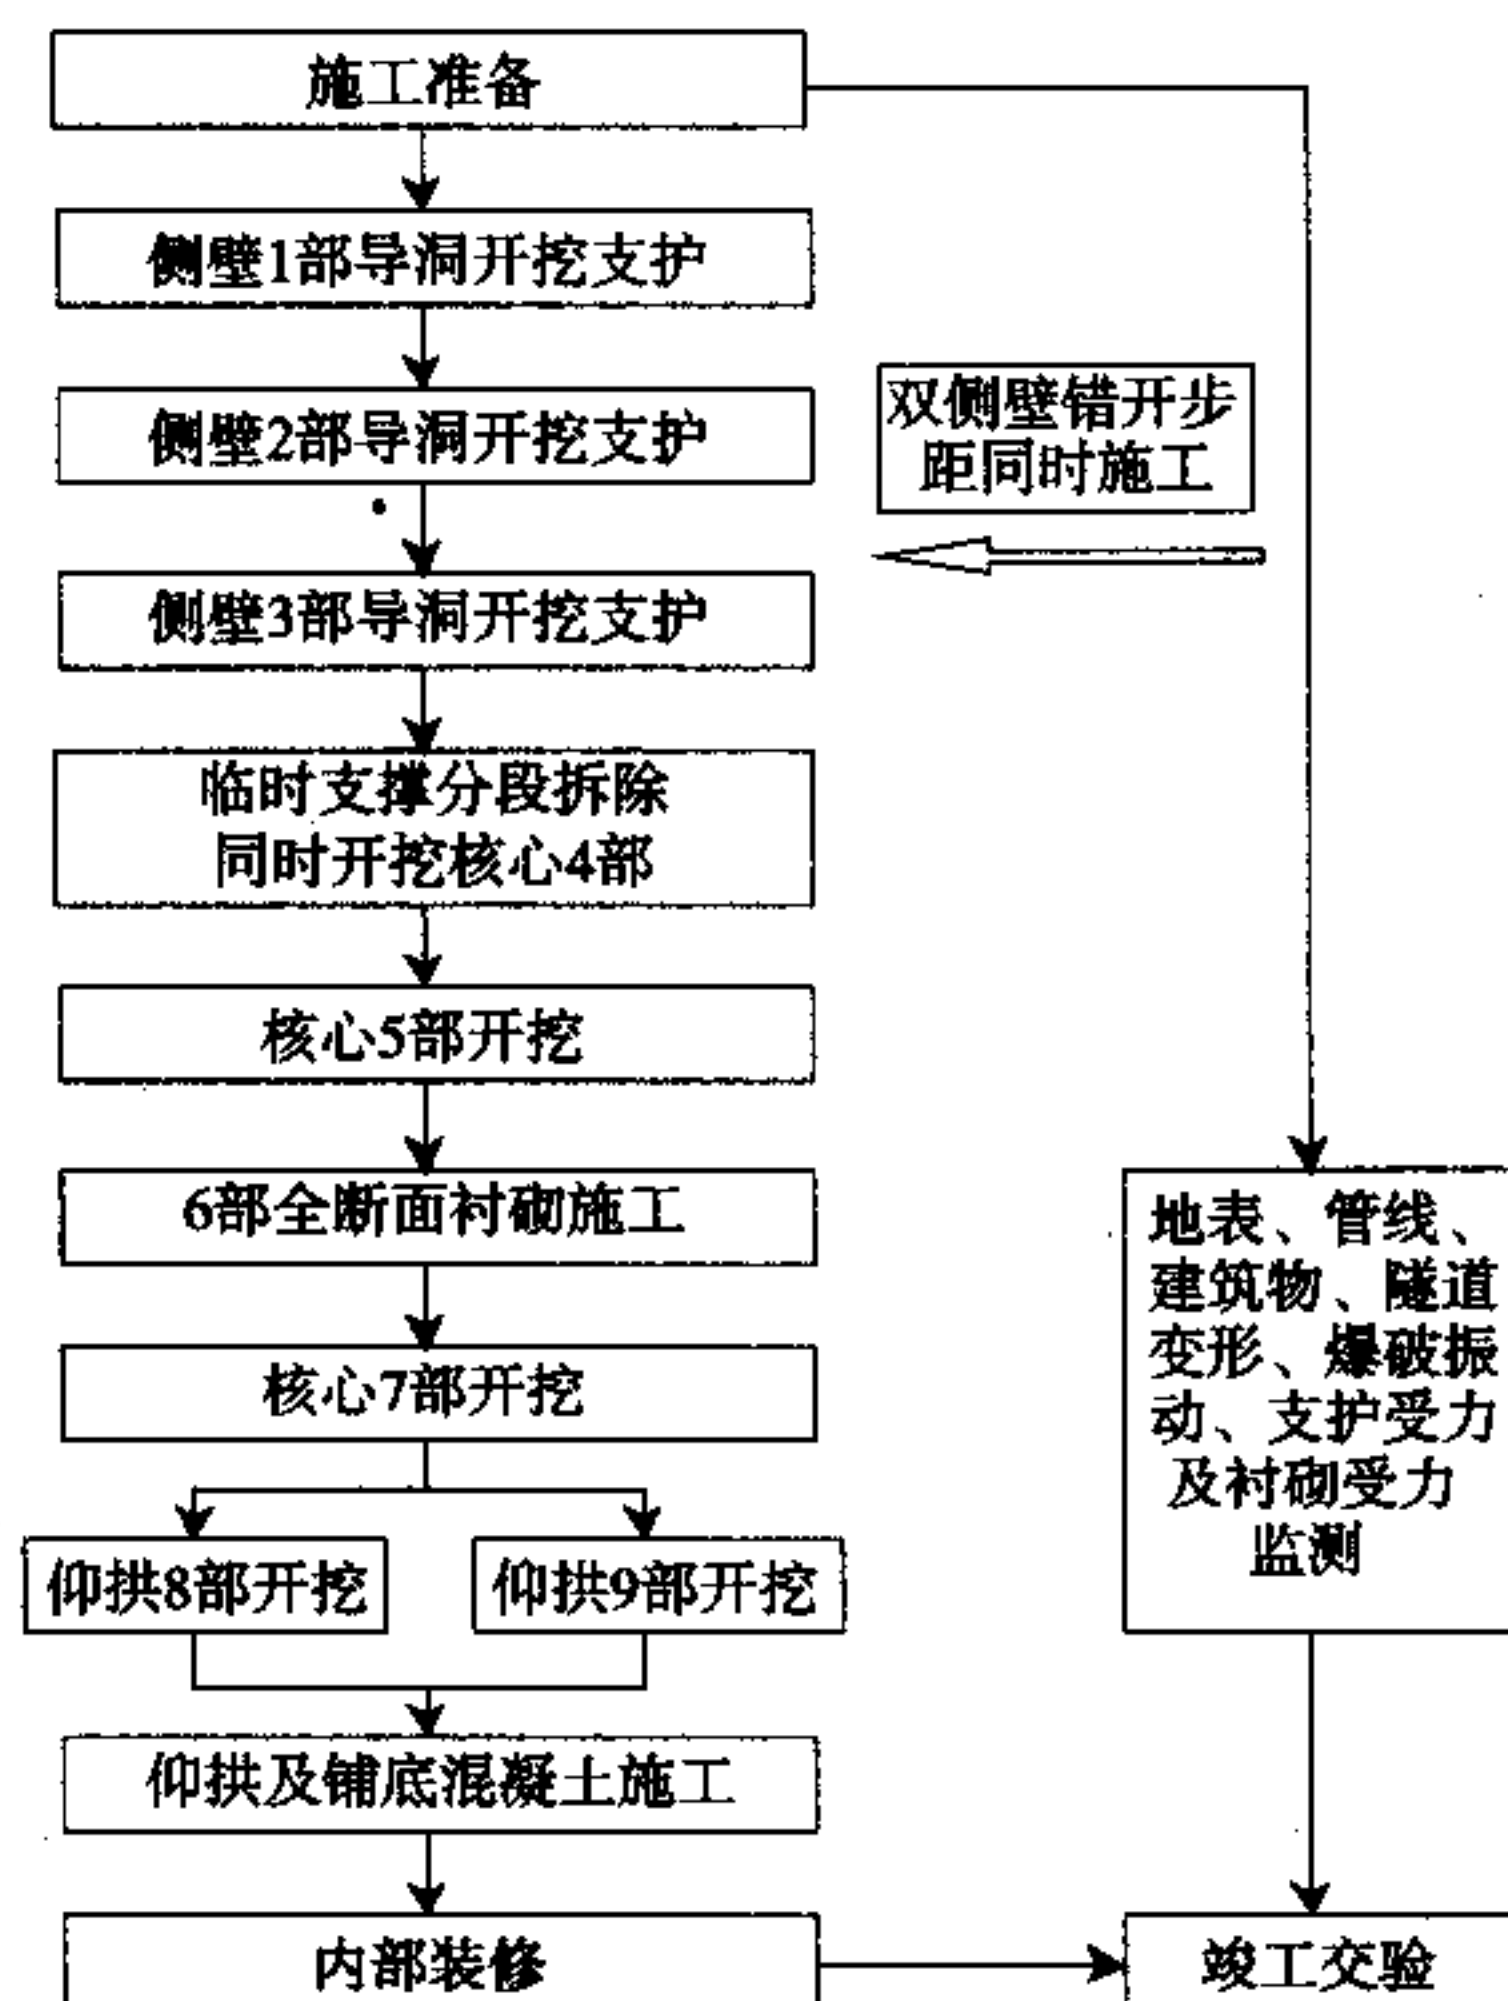 施工准备
侧壁1部导洞开挖支护
侧壁2部导洞开挖支护
双侧壁错开步
距同时施工
侧壁3部导洞开挖支护
临时支撑分段拆除
同时开挖核心4部
核心5部开挖
6部全断面衬砌施工
核心7部开挖
地表、管线、
建筑物、隧道
变形、爆破振
动、支护受力
及衬砌受力
监测
仰拱8部开挖
仰拱9部开挖
仰拱及铺底混凝土施工
内部装修
竣工交验